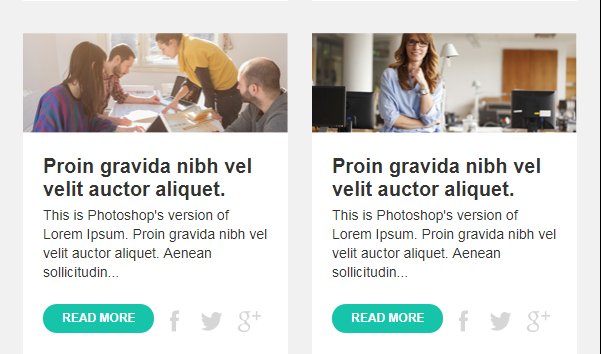 Proin gravida nibh vel
velit auctor aliquet.
This is Photoshop's version of
Lorem Ipsum. Proin gravida nibh vel
velit auctor aliquet. Aenean
sollicitudin...
READ MORE
f
g+
Proin gravida nibh vel
velit auctor aliquet.
This is Photoshop's version of
Lorem Ipsum. Proin gravida nibh vel
velit auctor aliquet. Aenean
sollicitudin...
READ MORE
f
g+